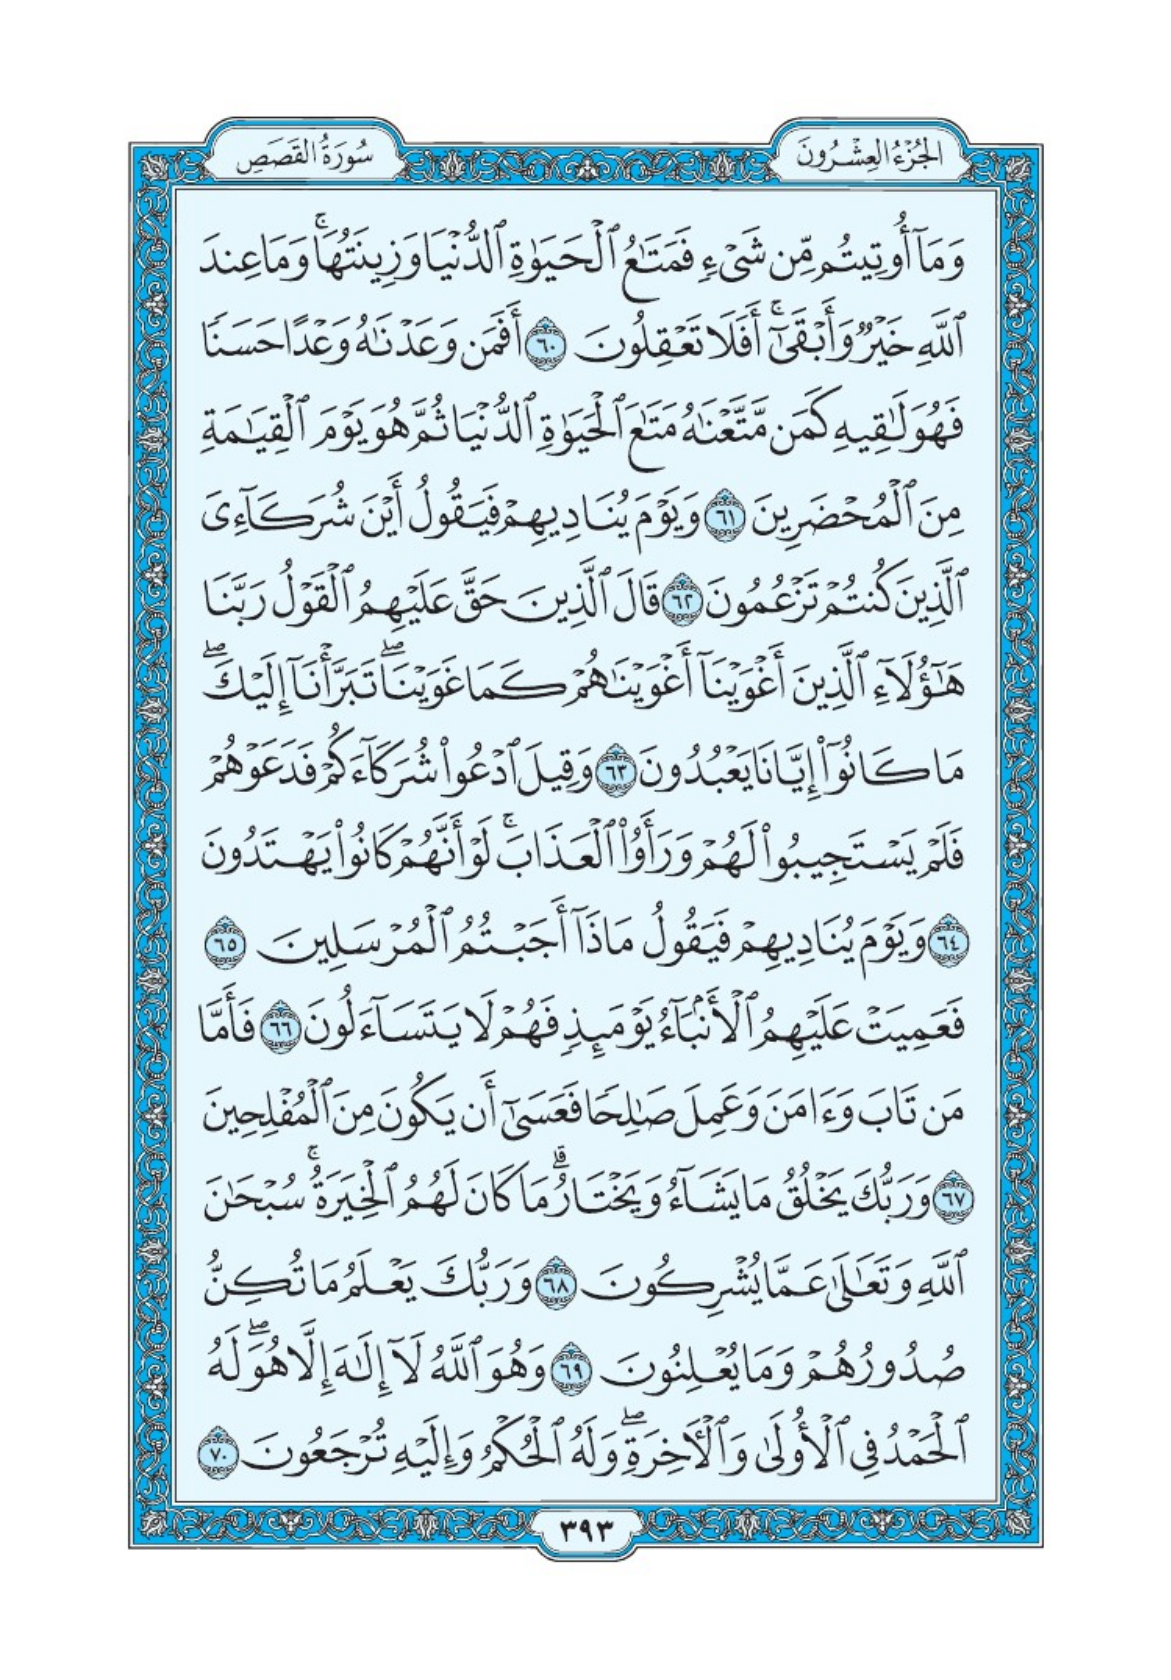 الجُزْءُ العِشْرُونَ
سُورَةُ القَصَصِ
وَمَآ أُوتِيتُم مِّن شَىْءٍ فَمَتَٰعُ ٱلْحَيَوٰةِ ٱلدُّنْيَا وَزِينَتُهَا ۚ وَمَا عِندَ
ٱللَّهِ خَيْرٌ وَأَبْقَىٰٓ ۚ أَفَلَا تَعْقِلُونَ ٦٠ أَفَمَن وَعَدْنَٰهُ وَعْدًا حَسَنًا
فَهُوَ لَٰقِيهِ كَمَن مَّتَّعْنَٰهُ مَتَٰعَ ٱلْحَيَوٰةِ ٱلدُّنْيَا ثُمَّ هُوَ يَوْمَ ٱلْقِيَٰمَةِ
مِنَ ٱلْمُحْضَرِينَ ٦١ وَيَوْمَ يُنَادِيهِمْ فَيَقُولُ أَيْنَ شُرَكَآءِىَ
ٱلَّذِينَ كُنتُمْ تَزْعُمُونَ ٦٢ قَالَ ٱلَّذِينَ حَقَّ عَلَيْهِمُ ٱلْقَوْلُ رَبَّنَا
هَٰٓؤُلَآءِ ٱلَّذِينَ أَغْوَيْنَآ أَغْوَيْنَٰهُمْ كَمَا غَوَيْنَا ۖ تَبَرَّأْنَآ إِلَيْكَ ۖ
مَا كَانُوٓا۟ إِيَّانَا يَعْبُدُونَ ٦٣ وَقِيلَ ٱدْعُوا۟ شُرَكَآءَكُمْ فَدَعَوْهُمْ
فَلَمْ يَسْتَجِيبُوا۟ لَهُمْ وَرَأَوُا۟ ٱلْعَذَابَ ۚ لَوْ أَنَّهُمْ كَانُوا۟ يَهْتَدُونَ
٦٤ وَيَوْمَ يُنَادِيهِمْ فَيَقُولُ مَاذَآ أَجَبْتُمُ ٱلْمُرْسَلِينَ ٦٥
فَعَمِيَتْ عَلَيْهِمُ ٱلْأَنۢبَآءُ يَوْمَئِذٍ فَهُمْ لَا يَتَسَآءَلُونَ ٦٦ فَأَمَّا
مَن تَابَ وَءَامَنَ وَعَمِلَ صَٰلِحًا فَعَسَىٰٓ أَن يَكُونَ مِنَ ٱلْمُفْلِحِينَ
٦٧ وَرَبُّكَ يَخْلُقُ مَا يَشَآءُ وَيَخْتَارُ ۗ مَا كَانَ لَهُمُ ٱلْخِيَرَةُ ۚ سُبْحَٰنَ
ٱللَّهِ وَتَعَٰلَىٰ عَمَّا يُشْرِكُونَ ٦٨ وَرَبُّكَ يَعْلَمُ مَا تُكِنُّ
صُدُورُهُمْ وَمَا يُعْلِنُونَ ٦٩ وَهُوَ ٱللَّهُ لَآ إِلَٰهَ إِلَّا هُوَ ۖ لَهُ
ٱلْحَمْدُ فِى ٱلْأُولَىٰ وَٱلْءَاخِرَةِ ۖ وَلَهُ ٱلْحُكْمُ وَإِلَيْهِ تُرْجَعُونَ ٧٠
٣٩٣